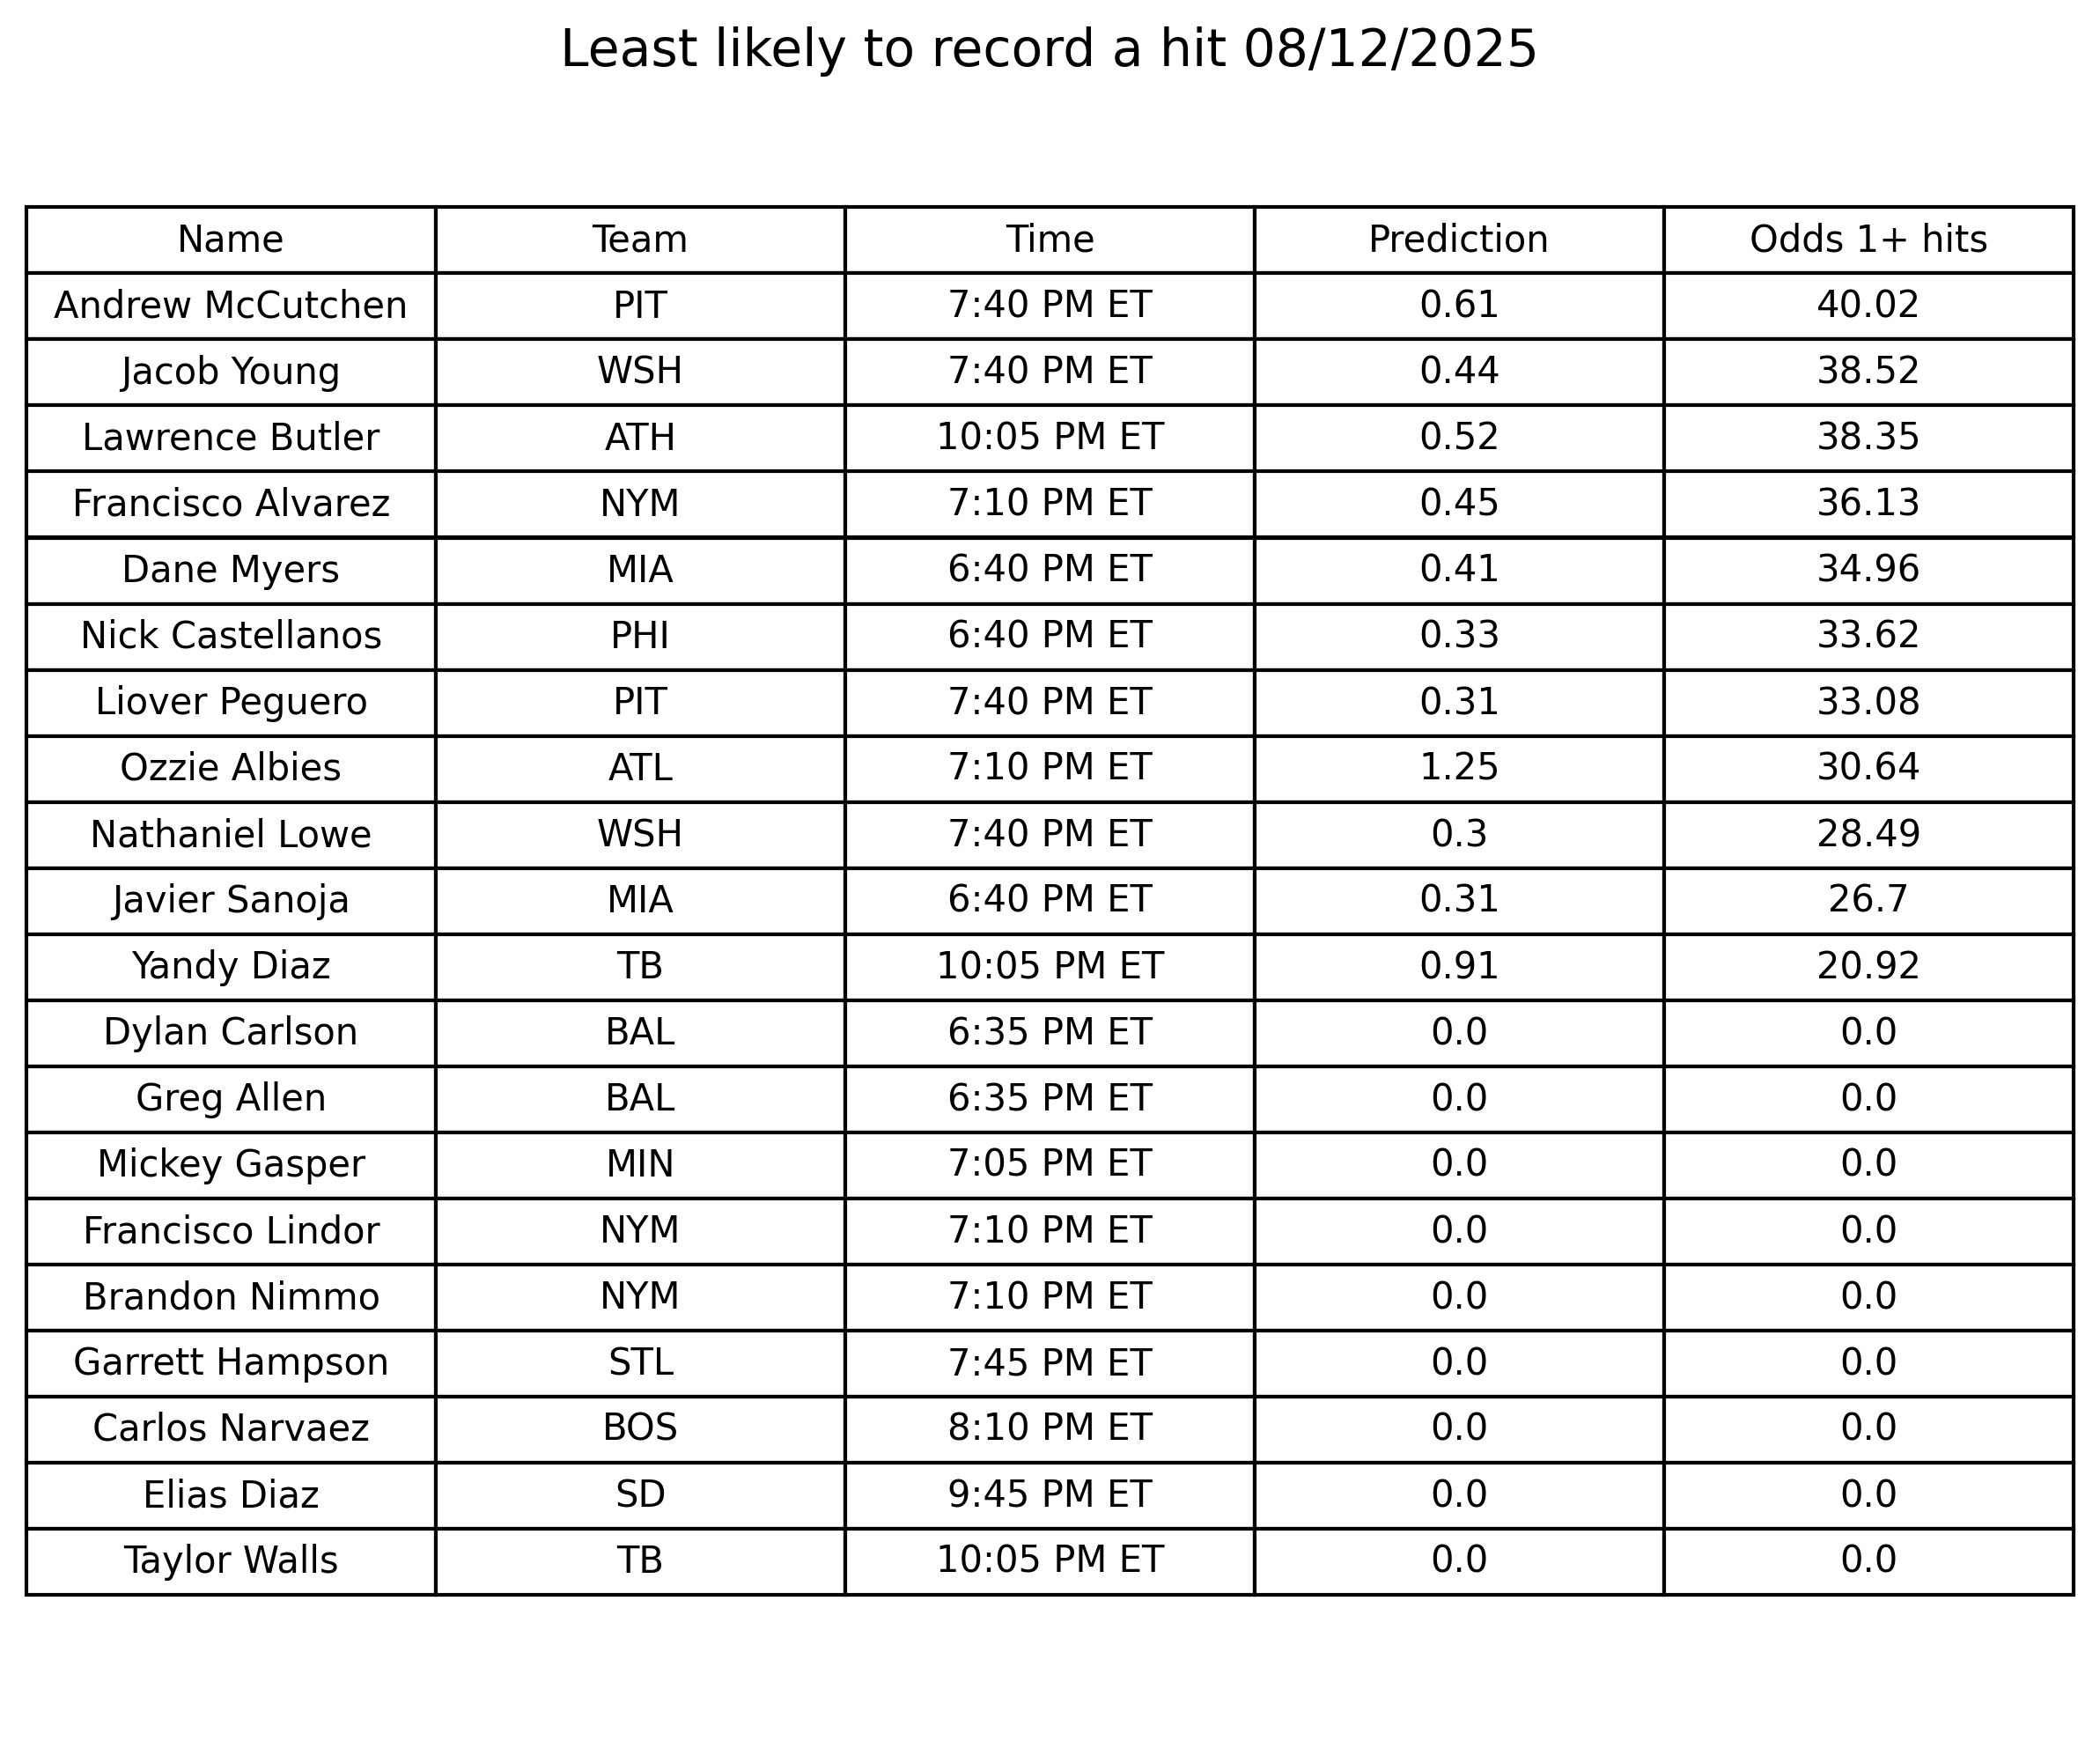 Least likely to record a hit 08/12/2025
Name Team Time Prediction Odds 1+ hits
Andrew McCutchen PIT 7:40 PM ET 0.61 40.02
Jacob Young WSH 7:40 PM ET 0.44 38.52
Lawrence Butler ATH 10:05 PM ET 0.52 38.35
Francisco Alvarez NYM 7:10 PM ET 0.45 36.13
Dane Myers MIA 6:40 PM ET 0.41 34.96
Nick Castellanos PHI 6:40 PM ET 0.33 33.62
Liover Peguero PIT 7:40 PM ET 0.31 33.08
Ozzie Albies ATL 7:10 PM ET 1.25 30.64
Nathaniel Lowe WSH 7:40 PM ET 0.3 28.49
Javier Sanoja MIA 6:40 PM ET 0.31 26.7
Yandy Diaz TB 10:05 PM ET 0.91 20.92
Dylan Carlson BAL 6:35 PM ET 0.0 0.0
Greg Allen BAL 6:35 PM ET 0.0 0.0
Mickey Gasper MIN 7:05 PM ET 0.0 0.0
Francisco Lindor NYM 7:10 PM ET 0.0 0.0
Brandon Nimmo NYM 7:10 PM ET 0.0 0.0
Garrett Hampson STL 7:45 PM ET 0.0 0.0
Carlos Narvaez BOS 8:10 PM ET 0.0 0.0
Elias Diaz SD 9:45 PM ET 0.0 0.0
Taylor Walls TB 10:05 PM ET 0.0 0.0